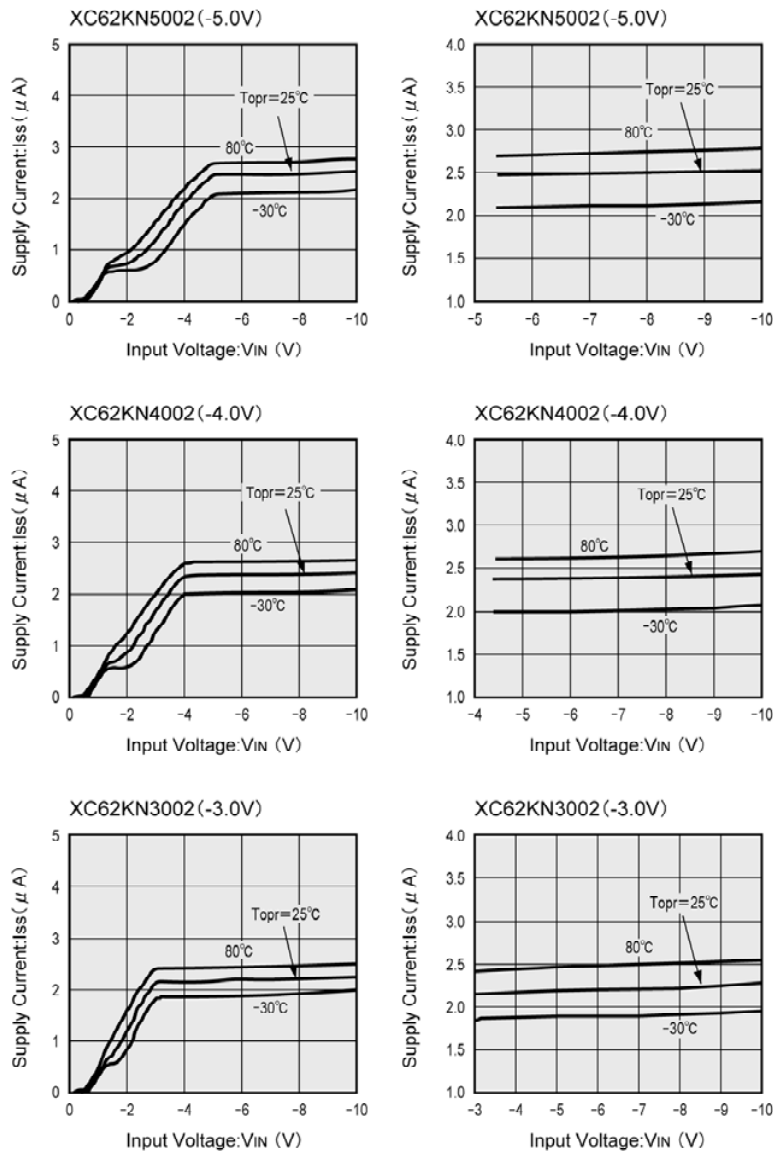 XC62KN5002(-5.0V)
Supply Current:Iss(μA)
5
4
3
2
1
0
Topr=25℃
80℃
-30℃
0 -2 -4 -6 -8 -10
Input Voltage:VIN (V)
XC62KN5002(-5.0V)
Supply Current:Iss(μA)
4.0
3.5
3.0
2.5
2.0
1.5
1.0
Topr=25℃
80℃
-30℃
-5 -6 -7 -8 -9 -10
Input Voltage:VIN (V)
XC62KN4002(-4.0V)
Supply Current:Iss(μA)
5
4
3
2
1
0
Topr=25℃
80℃
-30℃
0 -2 -4 -6 -8 -10
Input Voltage:VIN (V)
XC62KN4002(-4.0V)
Supply Current:Iss(μA)
4.0
3.5
3.0
2.5
2.0
1.5
1.0
Topr=25℃
80℃
-30℃
-4 -5 -6 -7 -8 -9 -10
Input Voltage:VIN (V)
XC62KN3002(-3.0V)
Supply Current:Iss(μA)
5
4
3
2
1
0
Topr=25℃
80℃
-30℃
0 -2 -4 -6 -8 -10
Input Voltage:VIN (V)
XC62KN3002(-3.0V)
Supply Current:Iss(μA)
4.0
3.5
3.0
2.5
2.0
1.5
1.0
Topr=25℃
80℃
-30℃
-3 -4 -5 -6 -7 -8 -9 -10
Input Voltage:VIN (V)